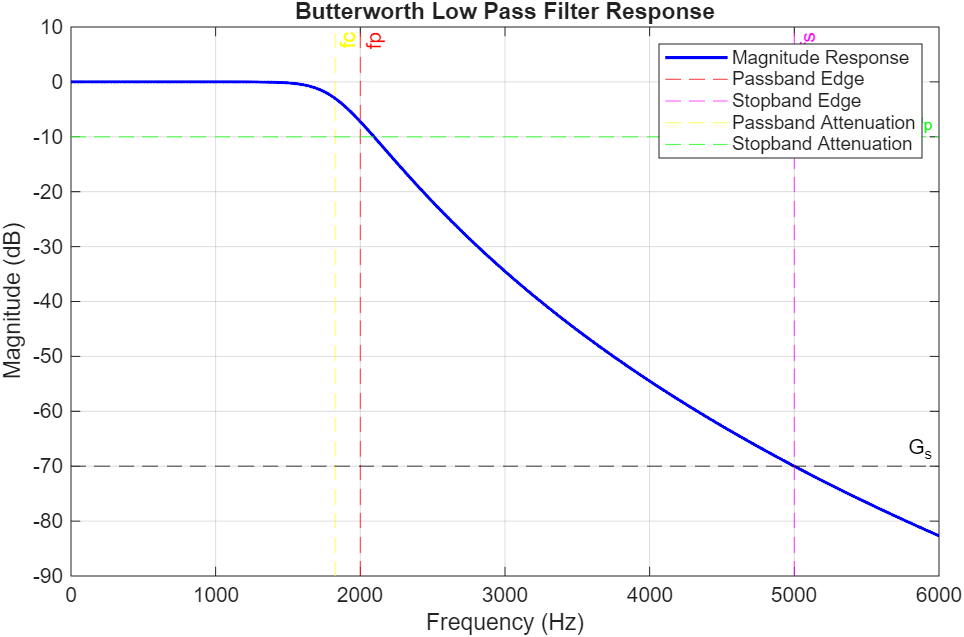 Butterworth Low Pass Filter Response
10
0
-10
-20
-30
-40
-50
-60
-70
-80
-90
Magnitude (dB)
fc
fp
Magnitude Response
Passband Edge
Stopband Edge
Passband Attenuation
Stopband Attenuation
Gs
0
1000
2000
3000
4000
5000
6000
Frequency (Hz)